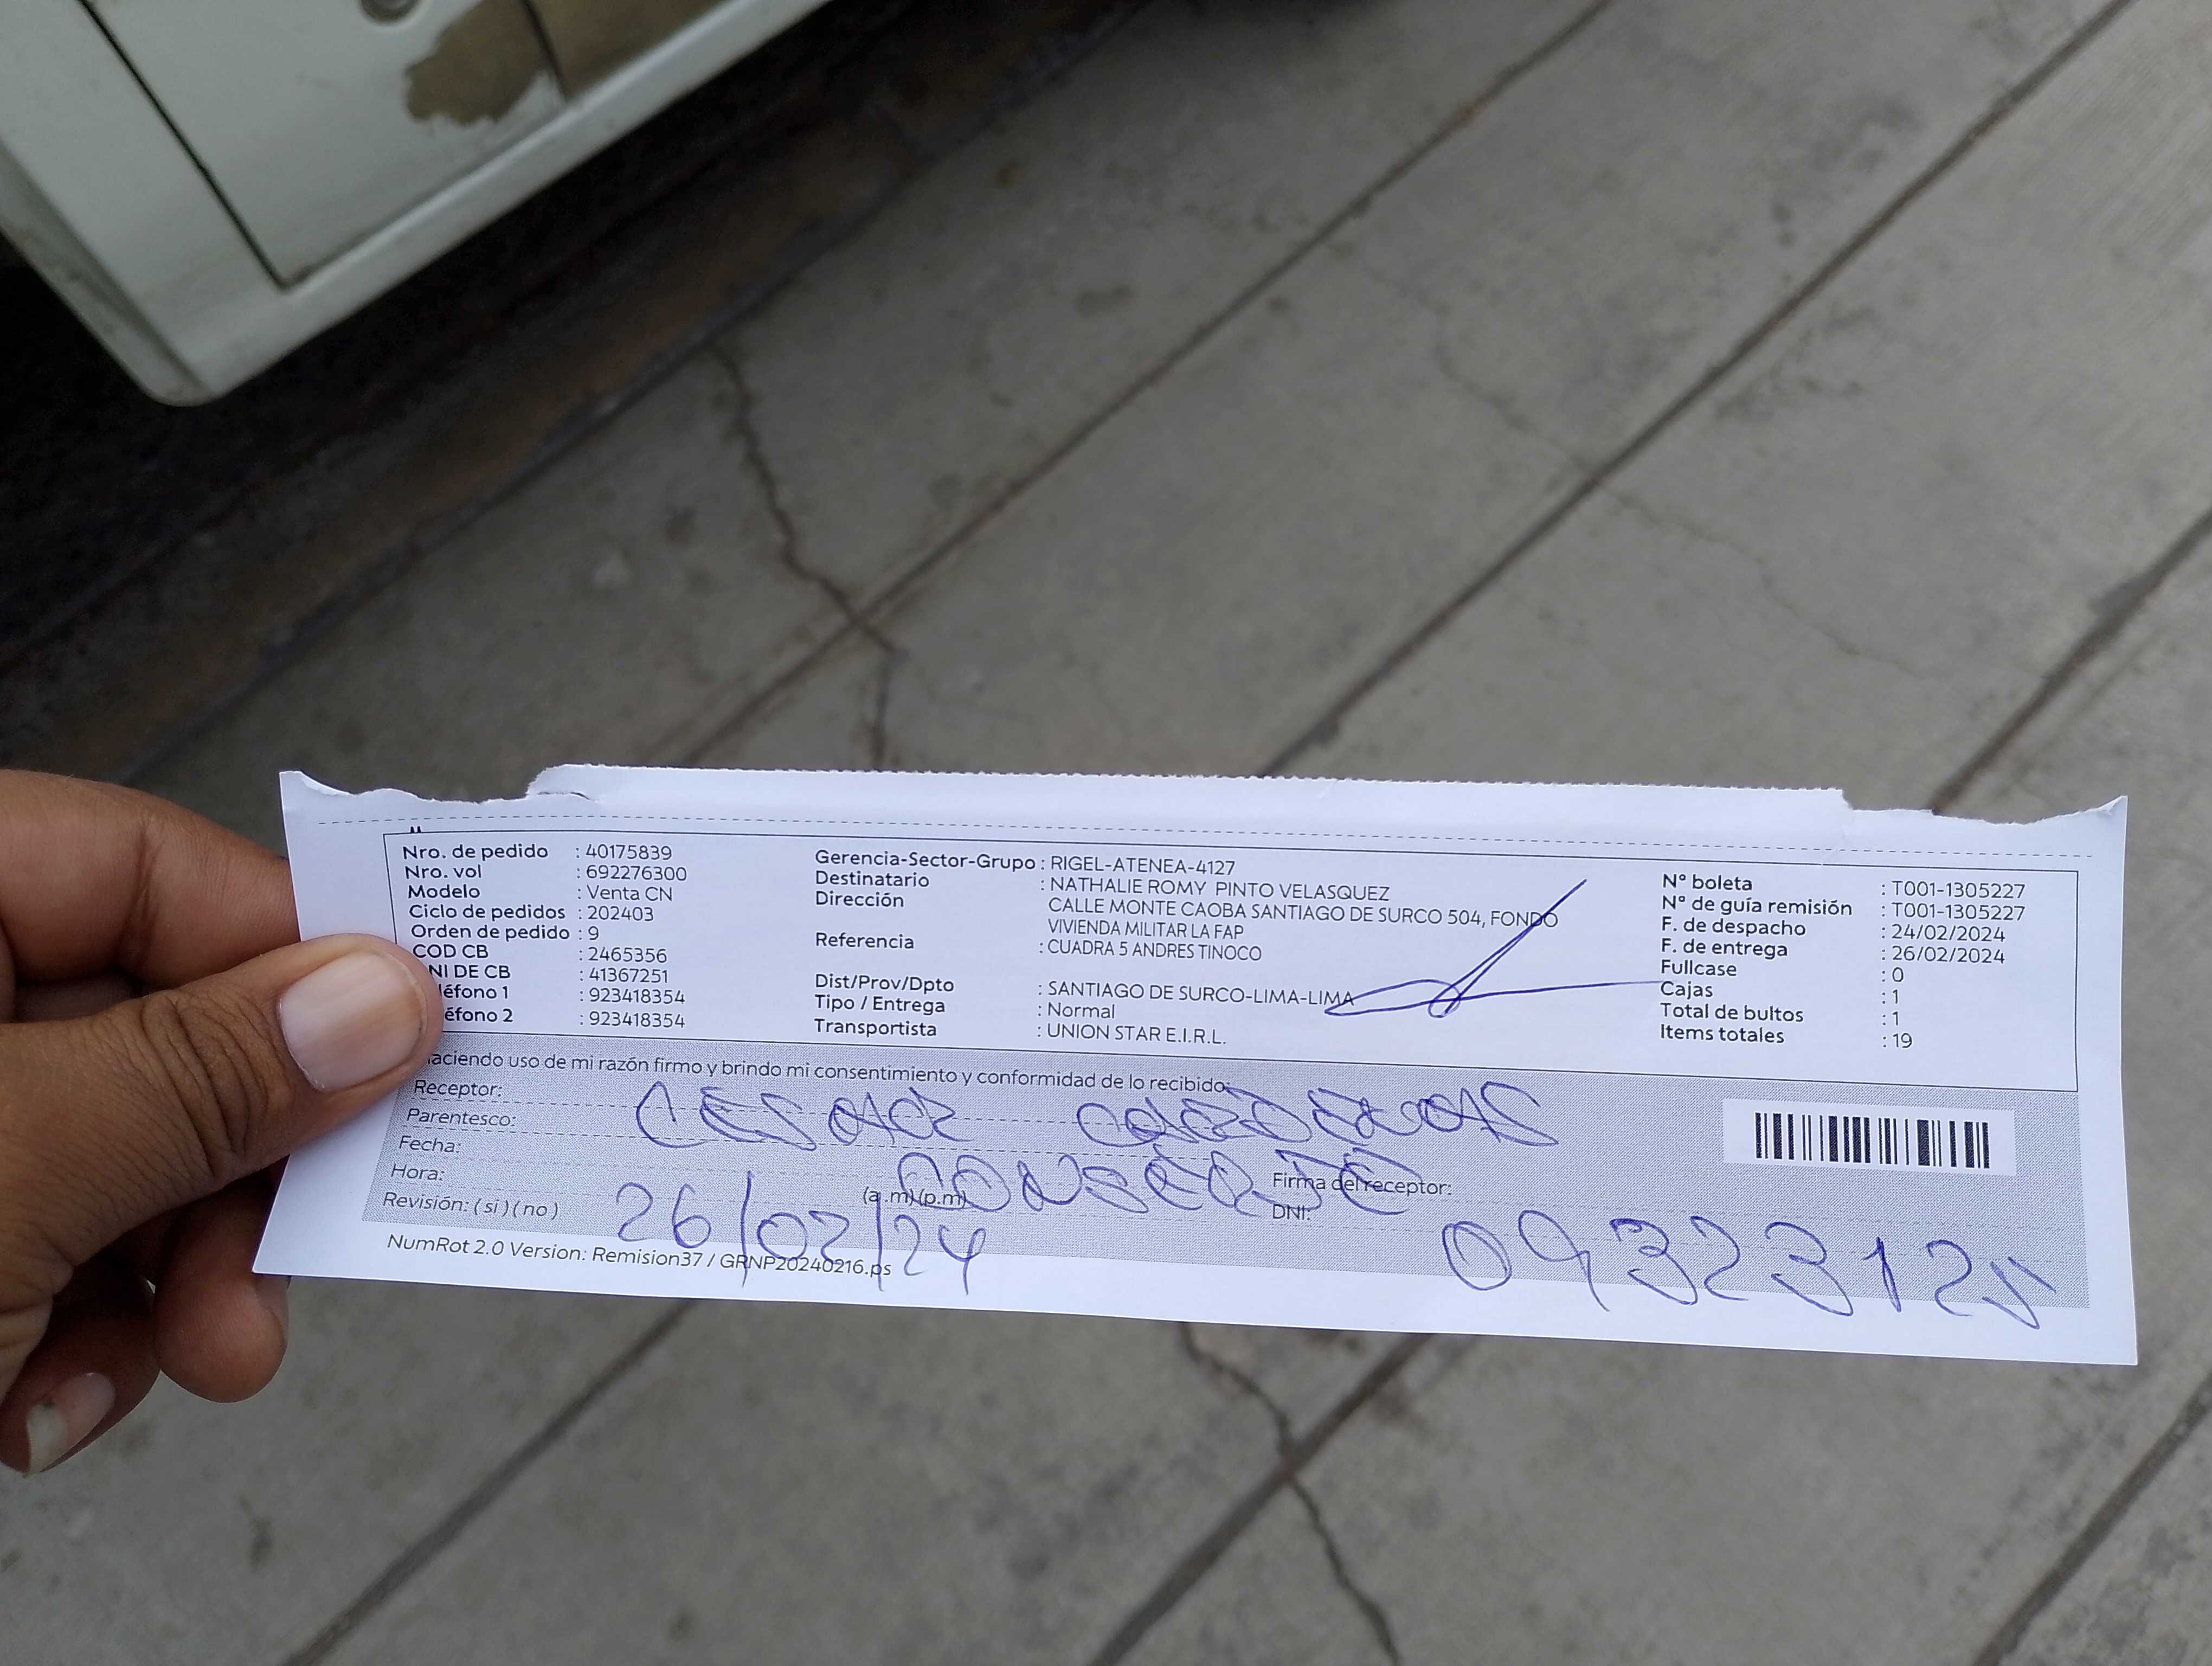 Nro. de pedido : 40175839
Nro. vol : 692276300
Modelo : Venta CN
Ciclo de pedidos : 202403
Orden de pedido : 9
COD CB : 2465356
NI DE CB : 41367251
léfono 1 : 923418354
éfono 2 : 923418354
Gerencia-Sector-Grupo : RIGEL-ATENEA-4127
Destinatario : NATHALIE ROMY PINTO VELASQUEZ
Dirección CALLE MONTE CAOBA SANTIAGO DE SURCO 504, FONDO
VIVIENDA MILITAR LA FAP
Referencia : CUADRA 5 ANDRES TINOCO
Dist/Prov/Dpto : SANTIAGO DE SURCO-LIMA-LIMA
Tipo / Entrega : Normal
Transportista : UNION STAR E.I.R.L.
N° boleta : T001-1305227
N° de guía remisión : T001-1305227
F. de despacho : 24/02/2024
F. de entrega : 26/02/2024
Fullcase : 0
Cajas : 1
Total de bultos : 1
Items totales : 19
aciendo uso de mi razón firmo y brindo mi consentimiento y conformidad de lo recibido:
Receptor: CESAR
Parentesco: CONSERJE
Fecha: 26/02/24
Hora: (a.m)(p.m)
Firma del receptor:
Revisión: ( si ) ( no )
DNI: 0932312
NumRot 2.0 Version: Remision37 / GRNP20240216.ps